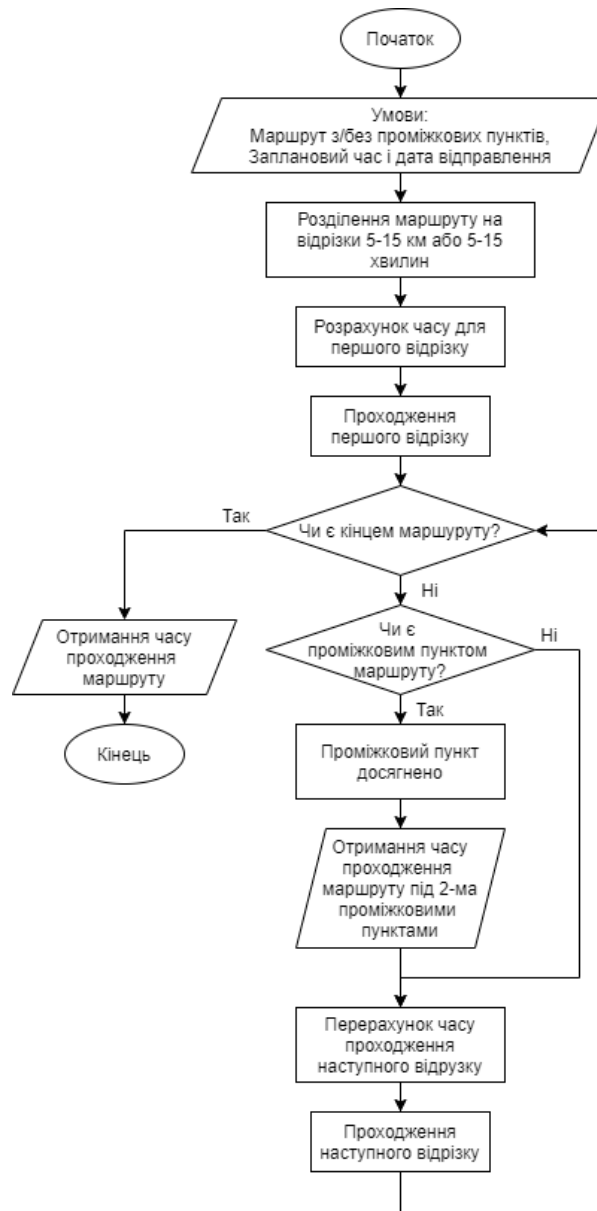 Початок
Умови:
Маршрут з/без проміжкових пунктів,
Заплановий час і дата відправлення
Розділення маршруту на
відрізки 5-15 км або 5-15
хвилин
Розрахунок часу для
першого відрізку
Проходження
першого відрізку
Так
Чи є кінцем маршуруту?
Ні
Отримання часу
проходження
маршруту
Чи є
проміжковим пунктом
маршруту?
Ні
Так
Кінець
Проміжковий пункт
досягнено
Отримання часу
проходження
маршруту під 2-ма
проміжковими
пунктами
Перерахунок часу
проходження
наступного відрузку
Проходження
наступного відрізку